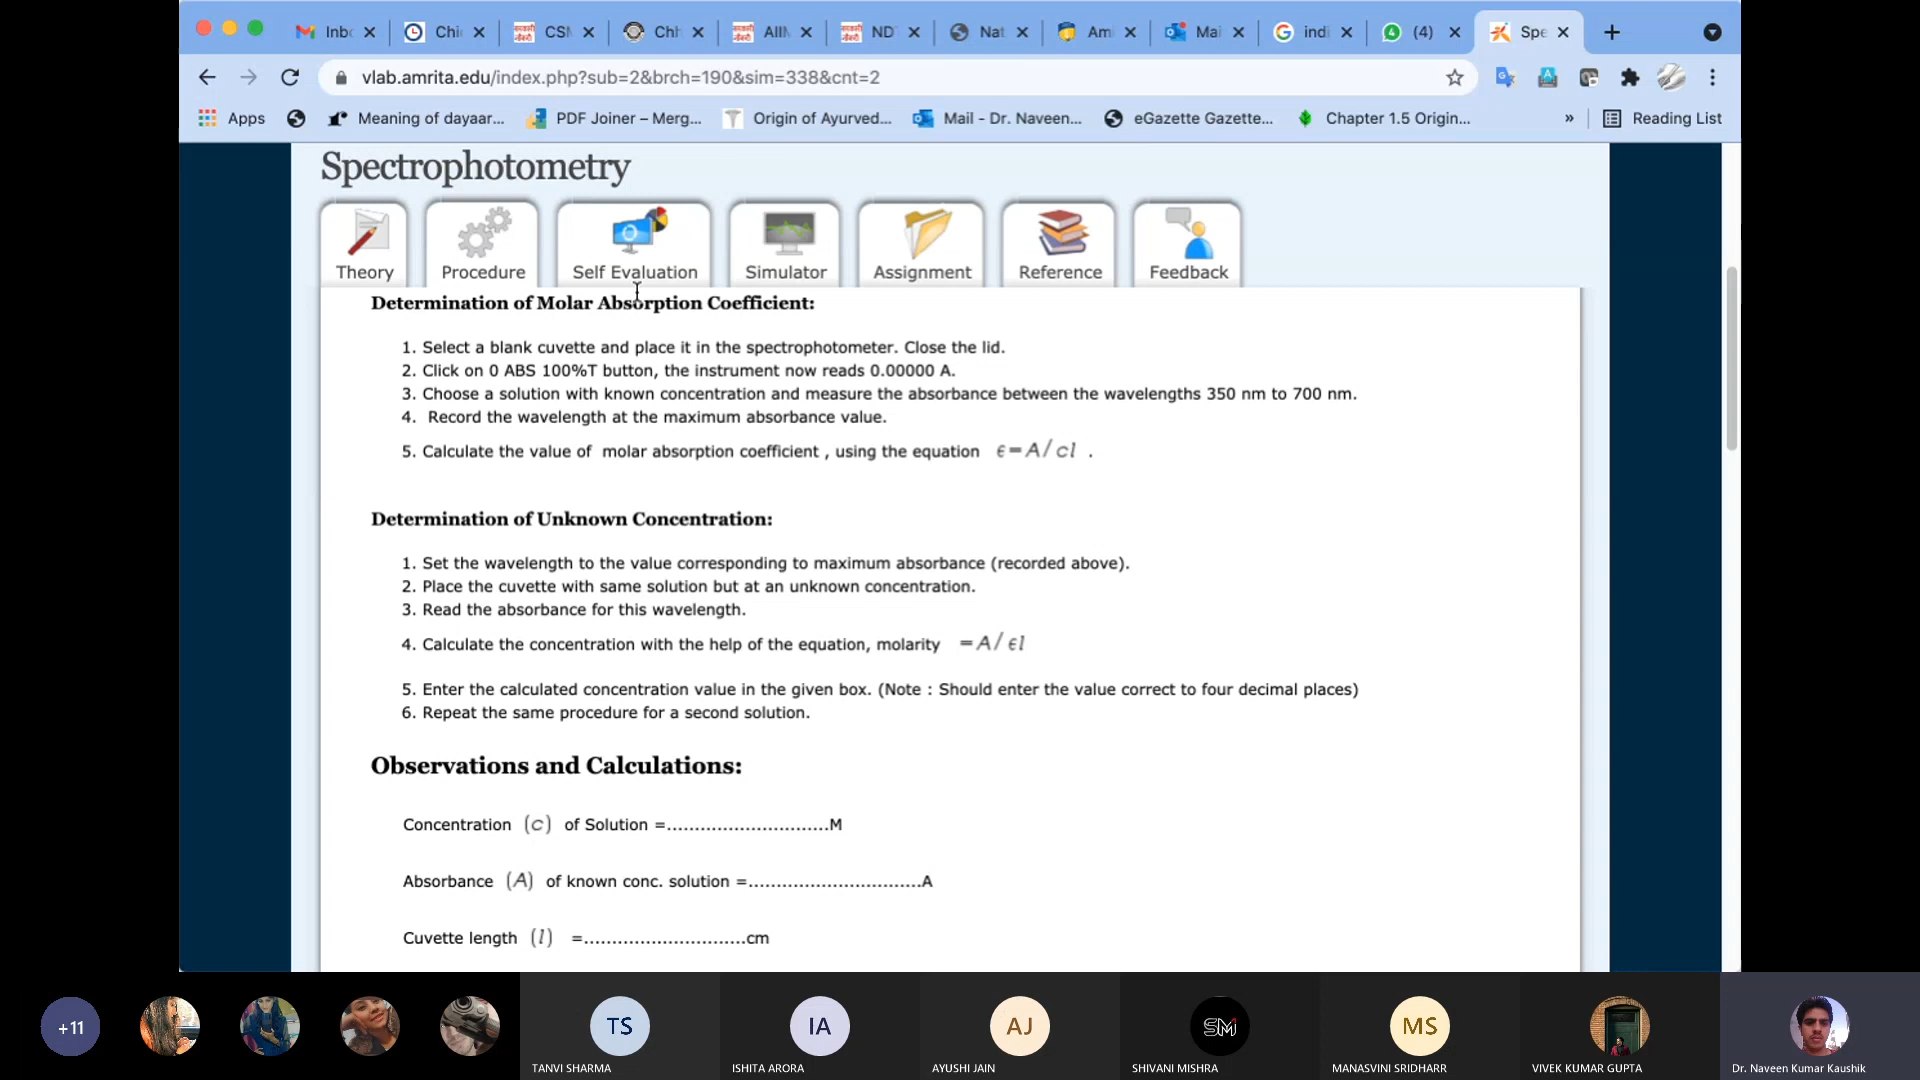 Inb
Chi
CSM
Chh
AIII
ND
Nat
Ami
Mai
indi
(4)
Spe
vlab.amrita.edu/index.php?sub=2&brch=190&sim=338&cnt=2
Apps
Meaning of dayaar...
PDF Joiner – Merg...
Origin of Ayurved...
Mail - Dr. Naveen...
eGazette Gazette...
Chapter 1.5 Origin...
»
Reading List
Spectrophotometry
Theory
Procedure
Self Evaluation
Simulator
Assignment
Reference
Feedback
Determination of Molar Absorption Coefficient:
1. Select a blank cuvette and place it in the spectrophotometer. Close the lid.
2. Click on 0 ABS 100%T button, the instrument now reads 0.00000 A.
3. Choose a solution with known concentration and measure the absorbance between the wavelengths 350 nm to 700 nm.
4. Record the wavelength at the maximum absorbance value.
5. Calculate the value of molar absorption coefficient , using the equation ϵ=A/cl .
Determination of Unknown Concentration:
1. Set the wavelength to the value corresponding to maximum absorbance (recorded above).
2. Place the cuvette with same solution but at an unknown concentration.
3. Read the absorbance for this wavelength.
4. Calculate the concentration with the help of the equation, molarity =A/ϵl
5. Enter the calculated concentration value in the given box. (Note : Should enter the value correct to four decimal places)
6. Repeat the same procedure for a second solution.
Observations and Calculations:
Concentration (c) of Solution =.............................M
Absorbance (A) of known conc. solution =...............................A
Cuvette length (l) =.............................cm
+11
TS
IA
AJ
SM
MS
TANVI SHARMA
ISHITA ARORA
AYUSHI JAIN
SHIVANI MISHRA
MANASVINI SRIDHARR
VIVEK KUMAR GUPTA
Dr. Naveen Kumar Kaushik